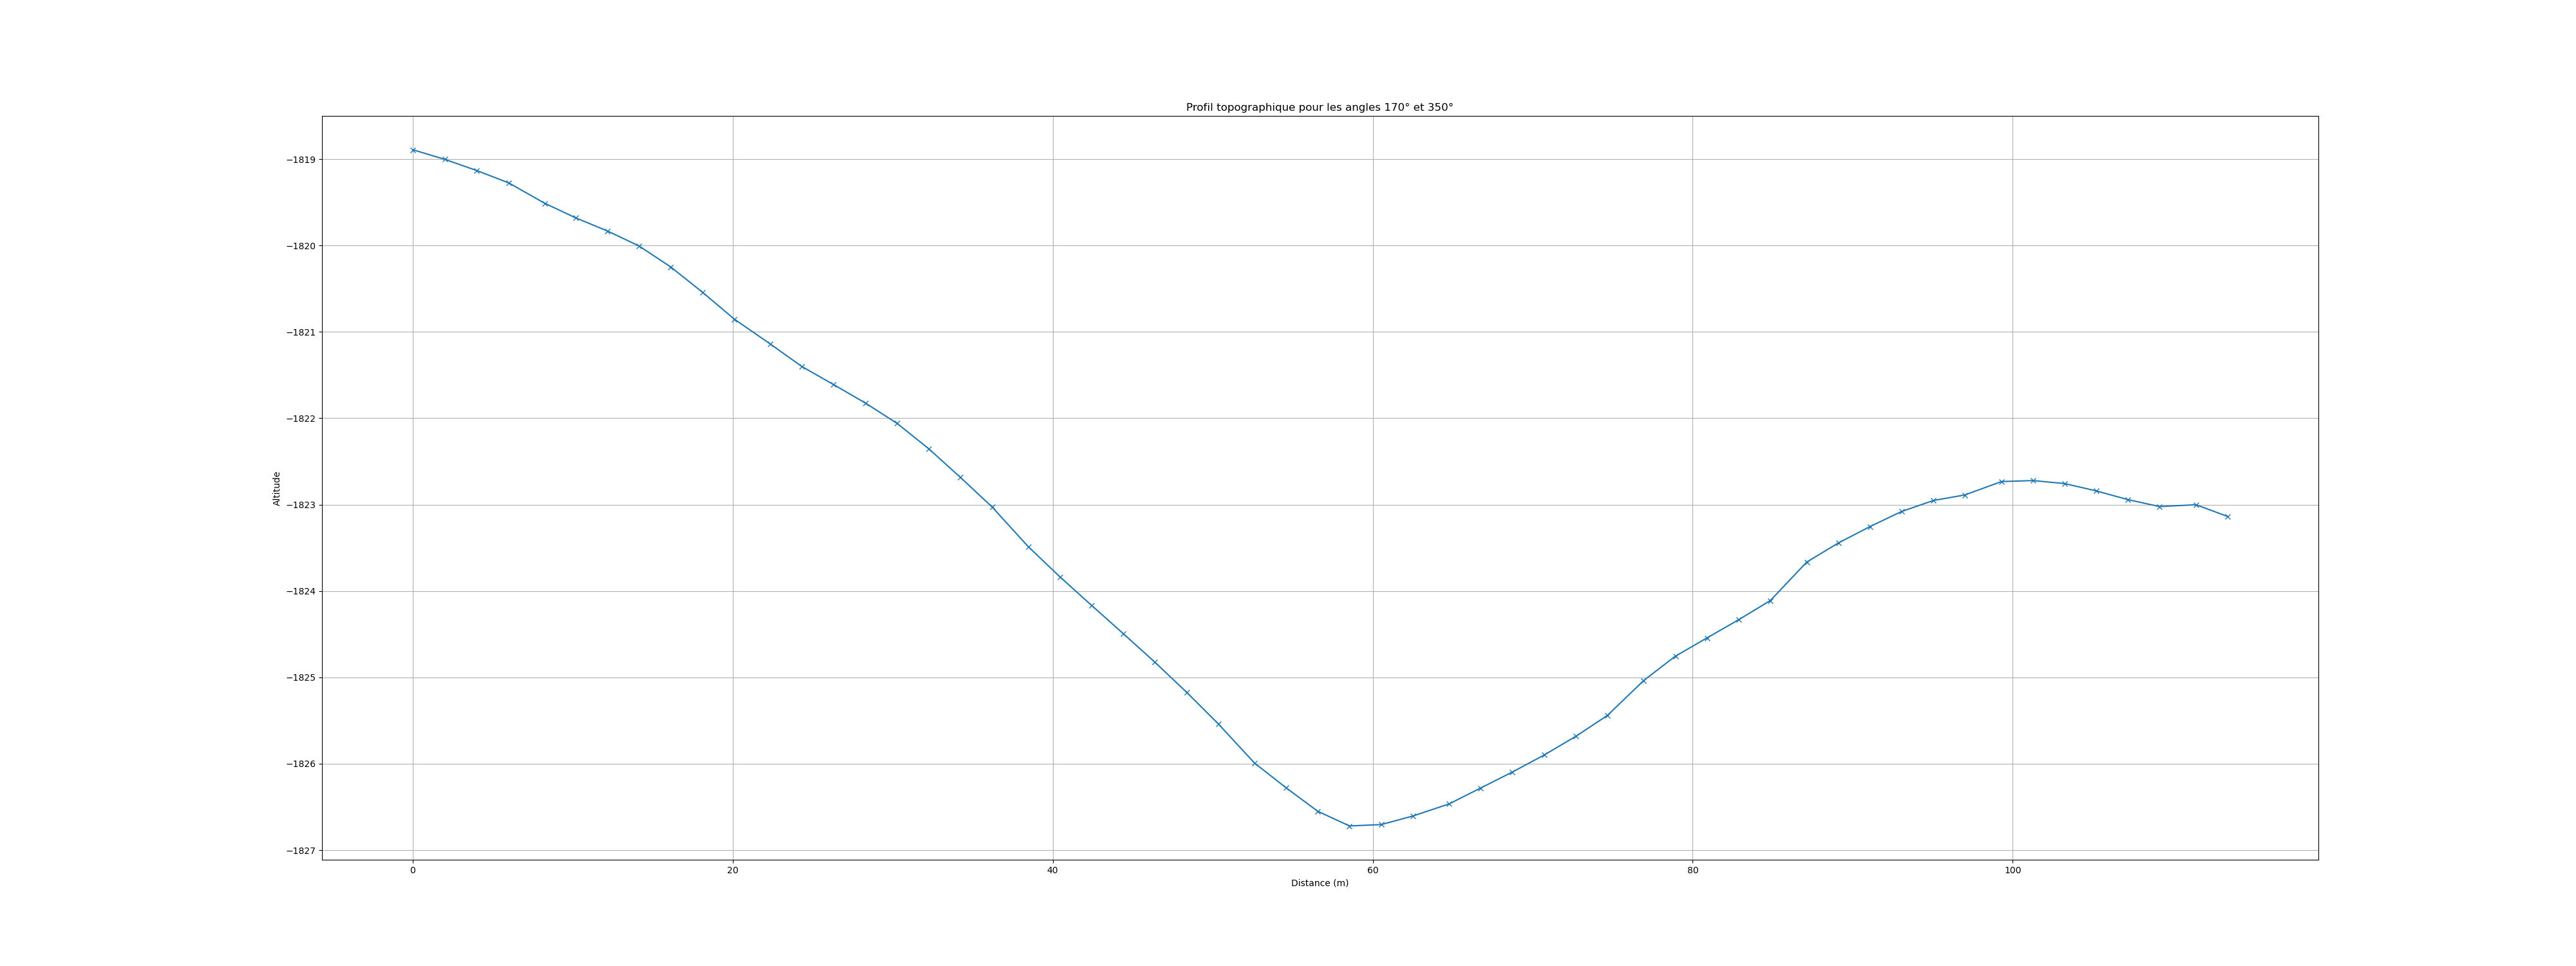 Profil topographique pour les angles 170° et 350°
Altitude
−1819
−1820
−1821
−1822
−1823
−1824
−1825
−1826
−1827
0 20 40 60 80 100
Distance (m)